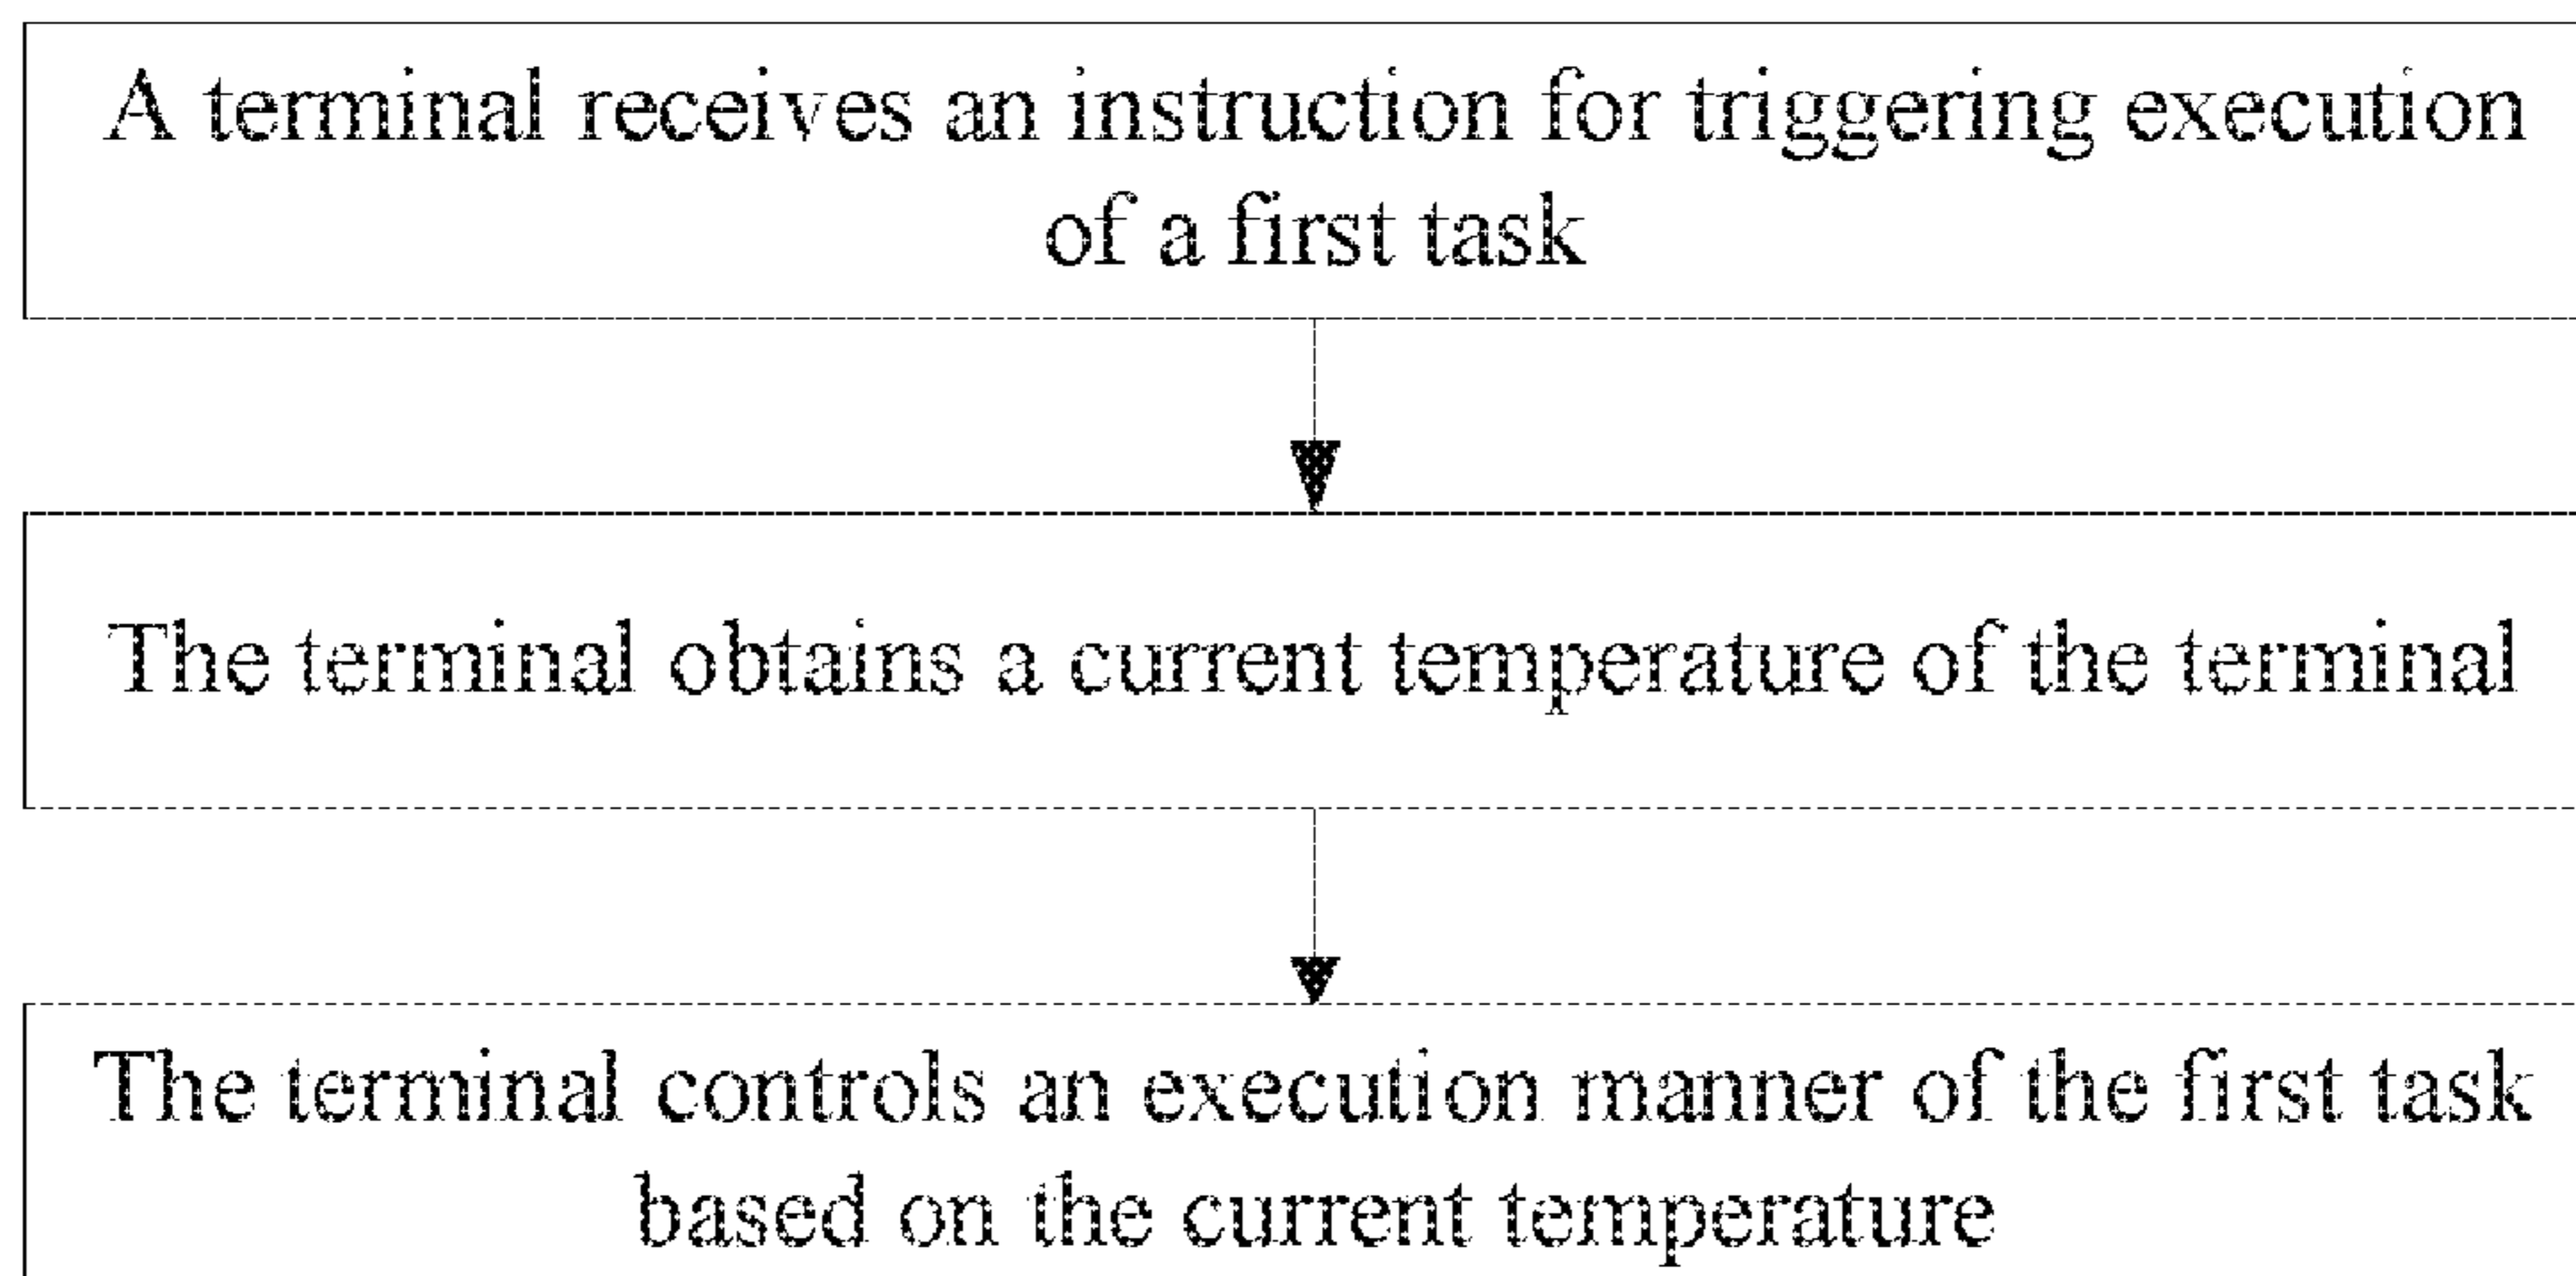 A terminal receives an instruction for triggering execution
of a first task
The terminal obtains a current temperature of the terminal
The terminal controls an execution manner of the first task
based on the current temperature